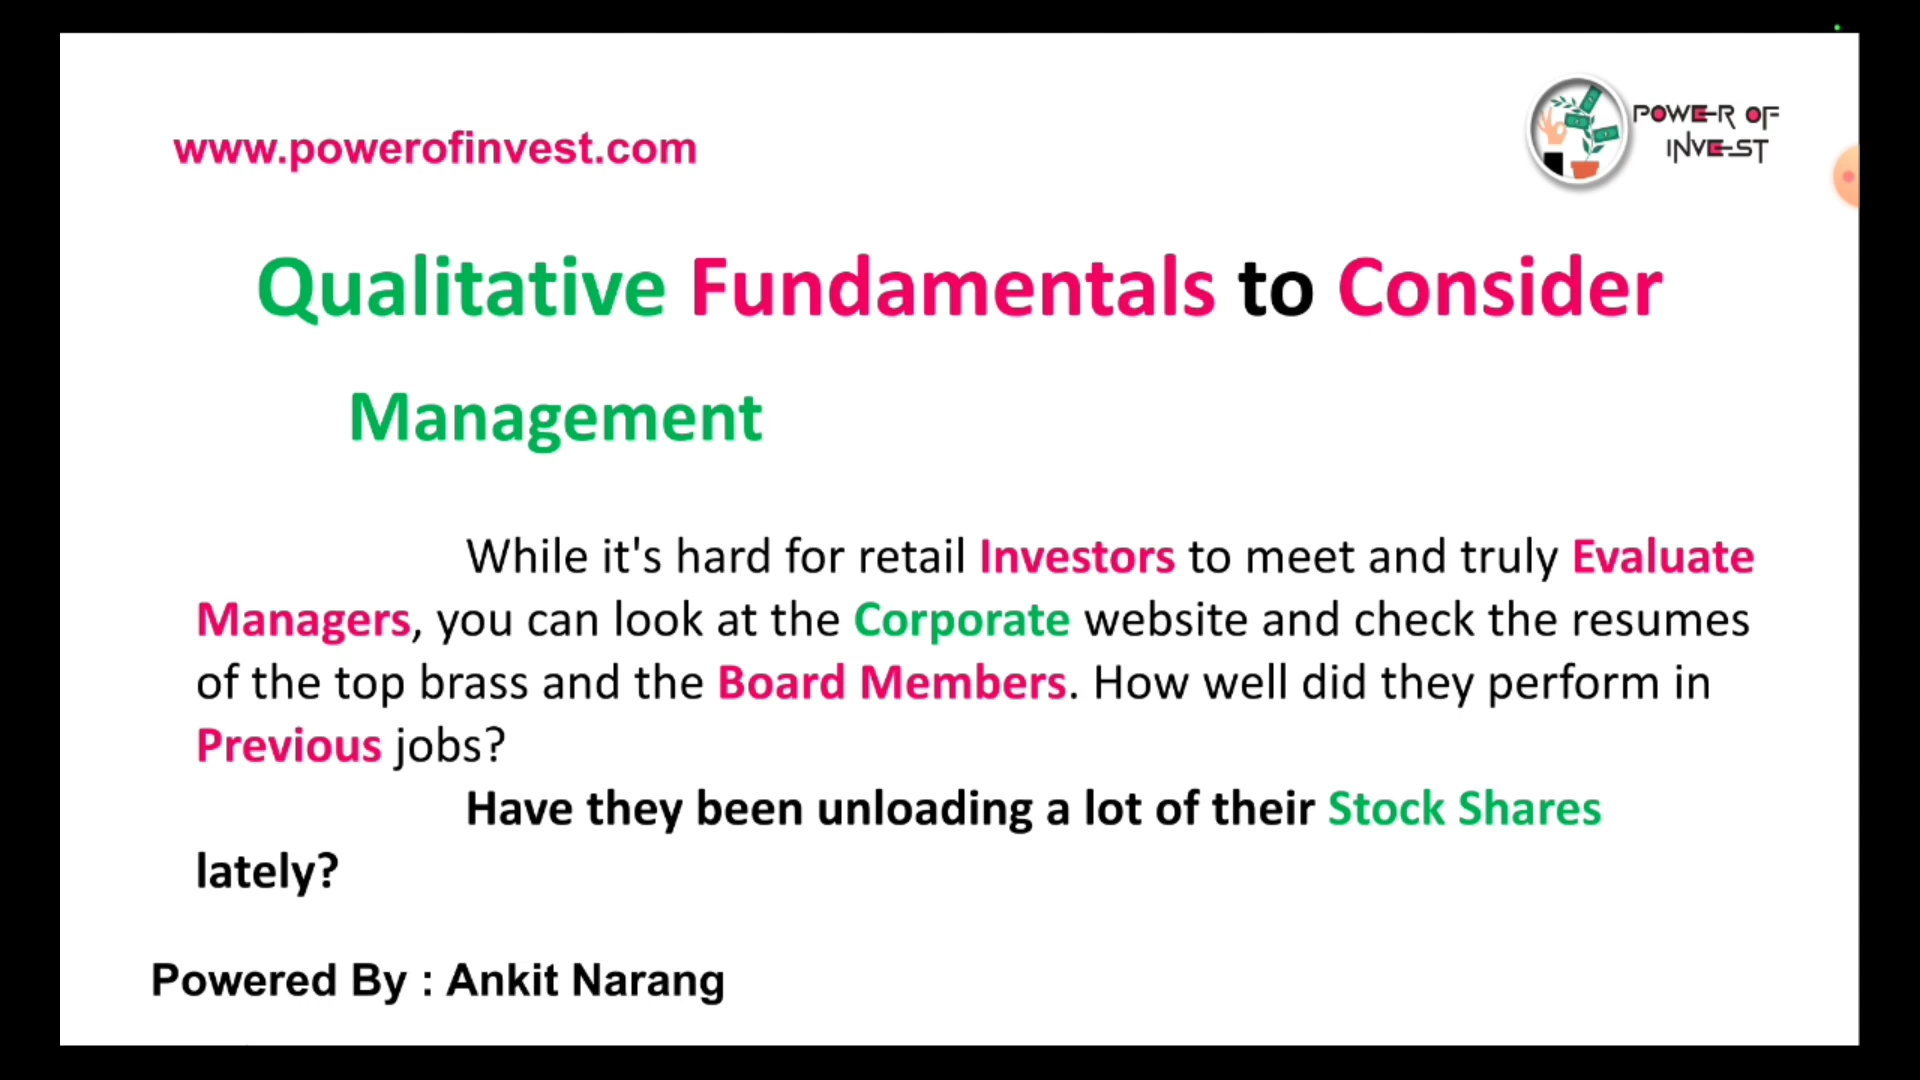 www.powerofinvest.com
POWER OF
INVEST
Qualitative Fundamentals to Consider
Management
While it's hard for retail Investors to meet and truly Evaluate
Managers, you can look at the Corporate website and check the resumes
of the top brass and the Board Members. How well did they perform in
Previous jobs?
Have they been unloading a lot of their Stock Shares
lately?
Powered By : Ankit Narang